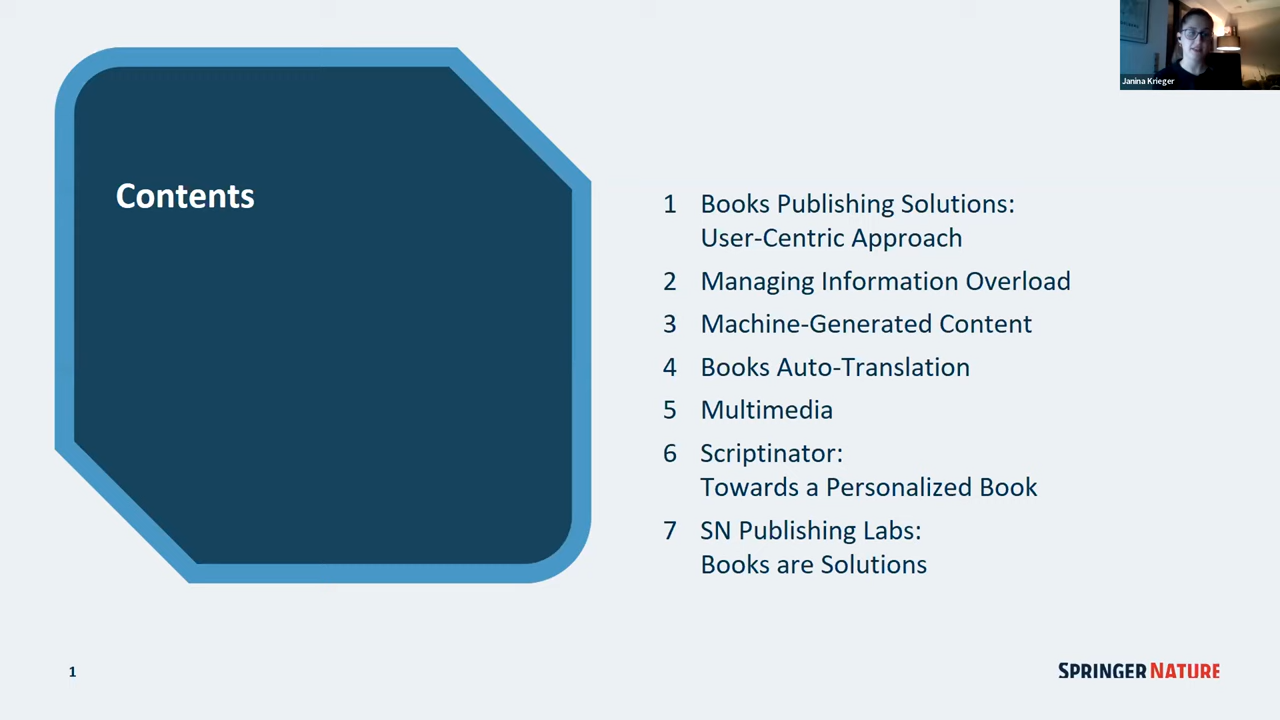 Janina Krieger
Contents
1 Books Publishing Solutions:
User-Centric Approach
2 Managing Information Overload
3 Machine-Generated Content
4 Books Auto-Translation
5 Multimedia
6 Scriptinator:
Towards a Personalized Book
7 SN Publishing Labs:
Books are Solutions
1
SPRINGER NATURE